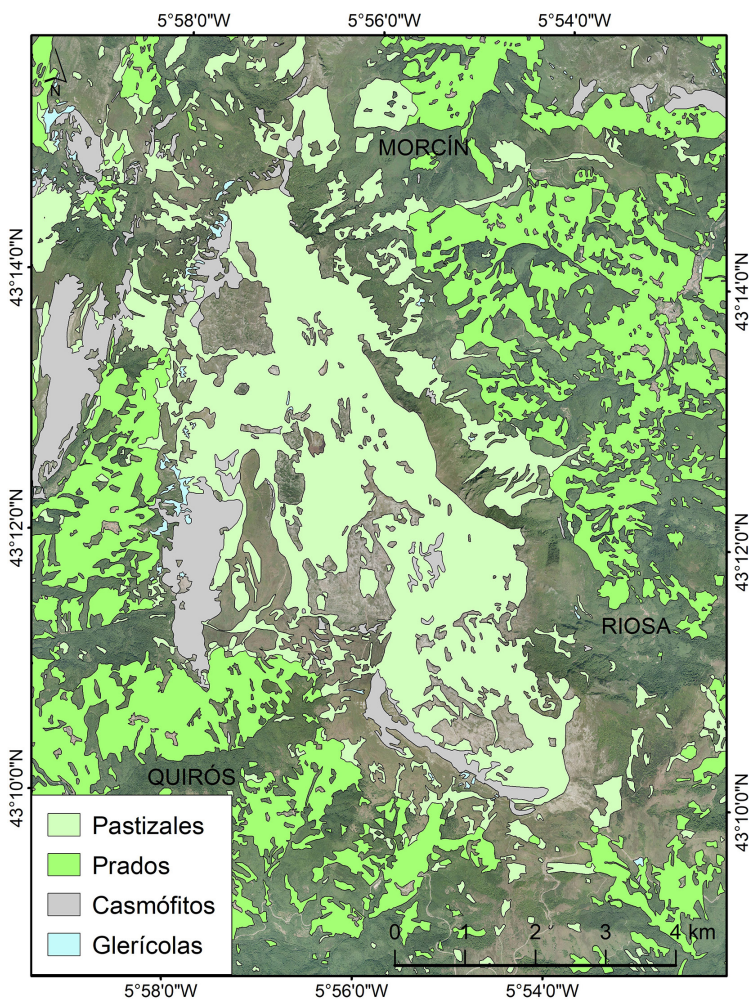 5°58'0"W 5°56'0"W 5°54'0"W
N
MORCÍN
43°14'0"N
43°14'0"N
43°12'0"N
43°12'0"N
RIOSA
QUIRÓS
43°10'0"N
43°10'0"N
Pastizales
Prados
Casmófitos
Glerícolas
0 1 2 3 4 km
5°58'0"W 5°56'0"W 5°54'0"W